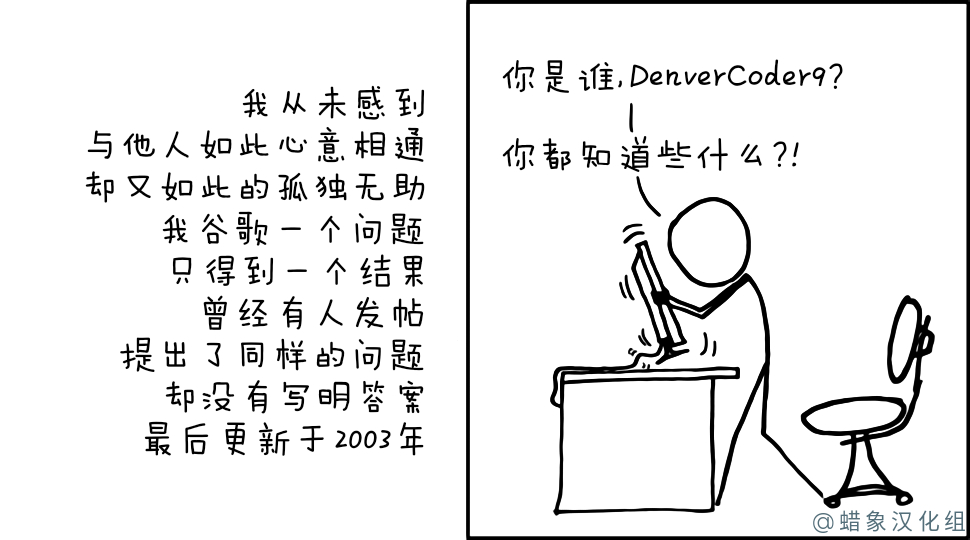 我从未感到
与他人如此心意相通
却又如此的孤独无助
我谷歌一个问题
只得到一个结果
曾经有人发帖
提出了同样的问题
却没有写明答案
最后更新于2003年
你是谁,DenverCoder9?
你都知道些什么?!
@蜡象汉化组